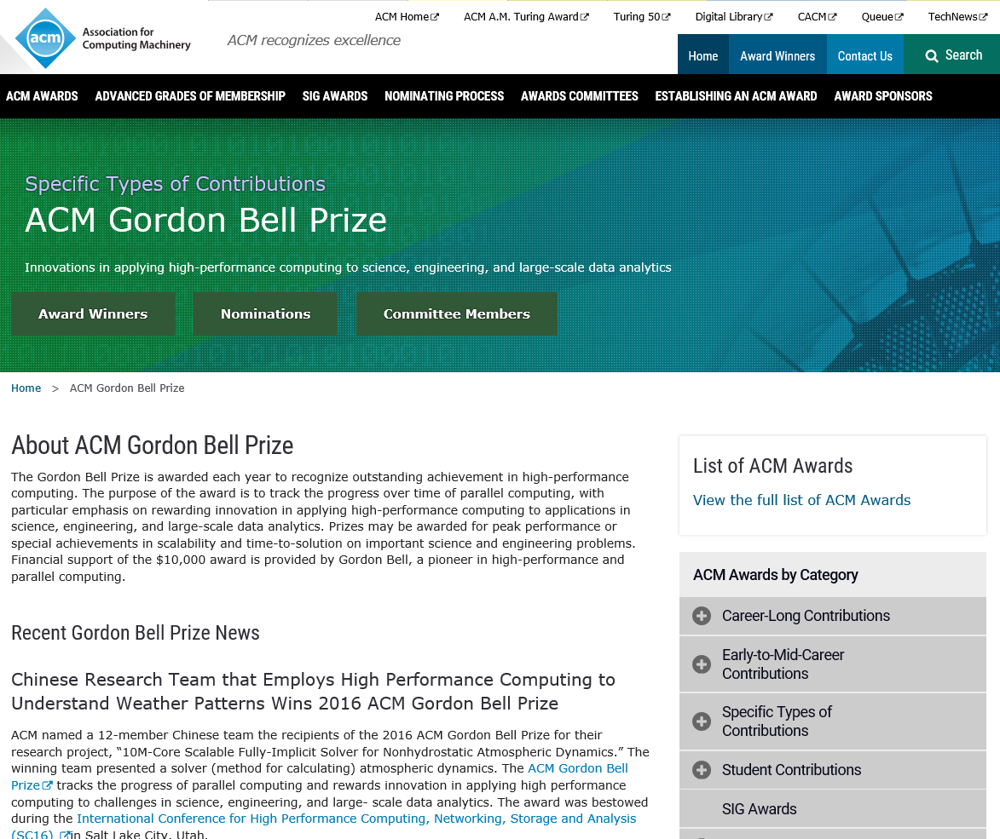 ACM Home
ACM A.M. Turing Award
Turing 50
Digital Library
CACM
Queue
TechNews
acm
Association for
Computing Machinery
ACM recognizes excellence
Home
Award Winners
Contact Us
Search
ACM AWARDS
ADVANCED GRADES OF MEMBERSHIP
SIG AWARDS
NOMINATING PROCESS
AWARDS COMMITTEES
ESTABLISHING AN ACM AWARD
AWARD SPONSORS
Specific Types of Contributions
ACM Gordon Bell Prize
Innovations in applying high-performance computing to science, engineering, and large-scale data analytics
Award Winners
Nominations
Committee Members
Home > ACM Gordon Bell Prize
About ACM Gordon Bell Prize
The Gordon Bell Prize is awarded each year to recognize outstanding achievement in high-performance
computing. The purpose of the award is to track the progress over time of parallel computing, with
particular emphasis on rewarding innovation in applying high-performance computing to applications in
science, engineering, and large-scale data analytics. Prizes may be awarded for peak performance or
special achievements in scalability and time-to-solution on important science and engineering problems.
Financial support of the $10,000 award is provided by Gordon Bell, a pioneer in high-performance and
parallel computing.
Recent Gordon Bell Prize News
Chinese Research Team that Employs High Performance Computing to
Understand Weather Patterns Wins 2016 ACM Gordon Bell Prize
ACM named a 12-member Chinese team the recipients of the 2016 ACM Gordon Bell Prize for their
research project, “10M-Core Scalable Fully-Implicit Solver for Nonhydrostatic Atmospheric Dynamics.” The
winning team presented a solver (method for calculating) atmospheric dynamics. The ACM Gordon Bell
Prize tracks the progress of parallel computing and rewards innovation in applying high performance
computing to challenges in science, engineering, and large- scale data analytics. The award was bestowed
during the International Conference for High Performance Computing, Networking, Storage and Analysis
(SC16) in Salt Lake City, Utah.
List of ACM Awards
View the full list of ACM Awards
ACM Awards by Category
Career-Long Contributions
Early-to-Mid-Career
Contributions
Specific Types of
Contributions
Student Contributions
SIG Awards